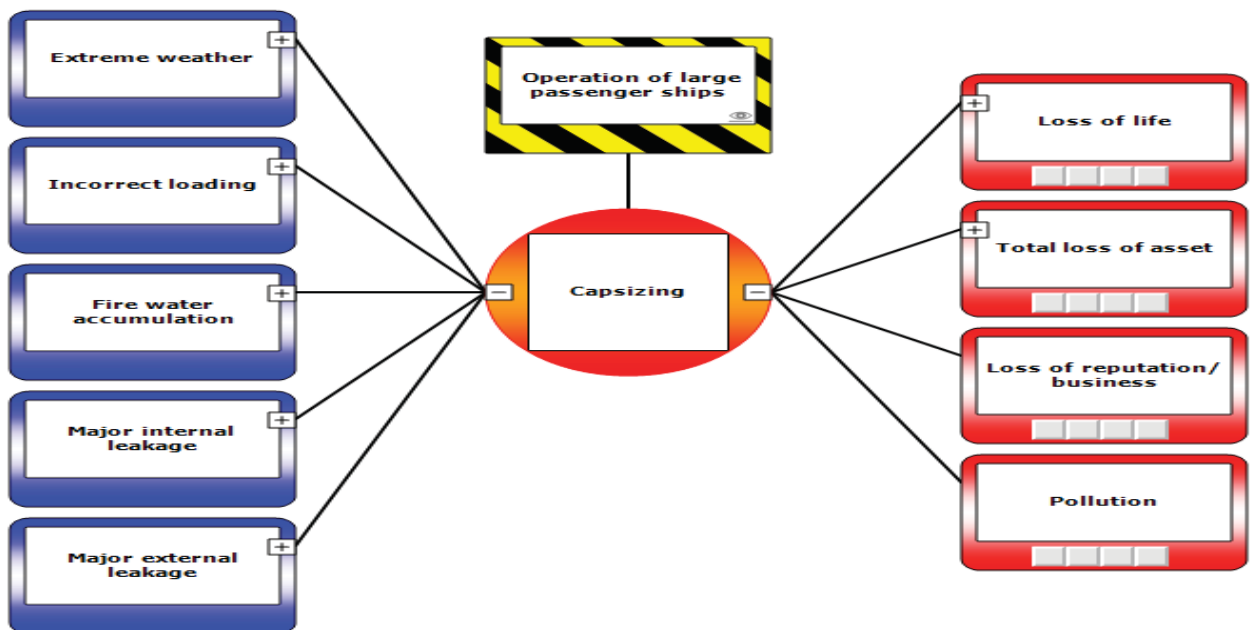 Extreme weather
Incorrect loading
Fire water
accumulation
Major internal
leakage
Major external
leakage
Operation of large
passenger ships
Capsizing
Loss of life
Total loss of asset
Loss of reputation/
business
Pollution